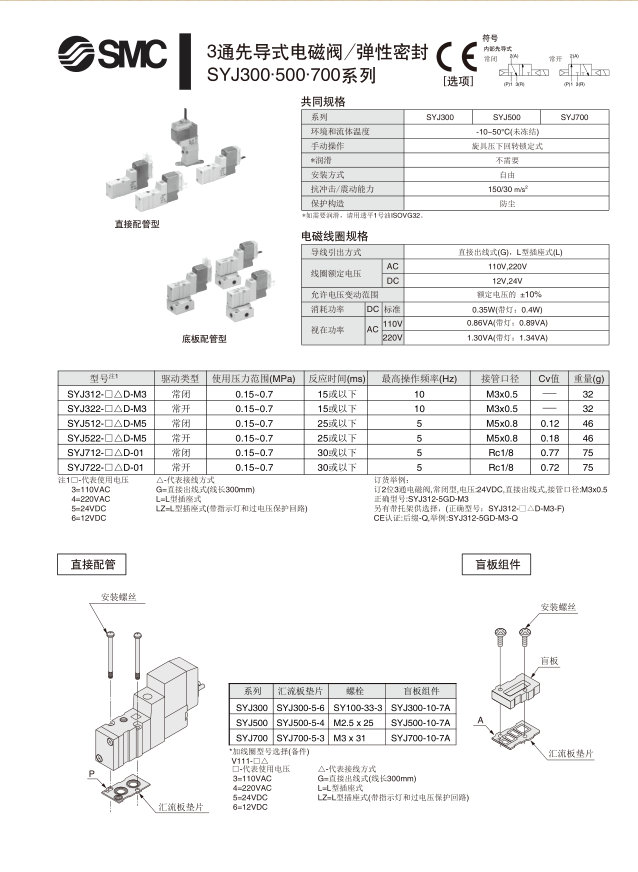 SMC
3通先导式电磁阀/弹性密封
SYJ300·500·700系列
CE
[选项]
符号
内部先导式
常闭 2(A) 常开 2(A)
(P)1 3(R) (P)1 3(R)
共同规格
系列 SYJ300 SYJ500 SYJ700
环境和流体温度 -10~50°C(未冻结)
手动操作 旋具压下回转锁定式
*润滑 不需要
安装方式 自由
抗冲击/震动能力 150/30 m/s²
保护构造 防尘
*如需要润滑, 请用透平1号油ISOVG32。
直接配管型
底板配管型
电磁线圈规格
导线引出方式 直接出线式(G)、L型插座式(L)
线圈额定电压 AC 110V,220V
DC 12V,24V
允许电压变动范围 额定电压的 ±10%
消耗功率 DC 标准 0.35W(带灯:0.4W)
视在功率 AC 110V 0.86VA(带灯:0.89VA)
220V 1.30VA(带灯:1.34VA)
型号注1 驱动类型 使用压力范围(MPa) 反应时间(ms) 最高操作频率(Hz) 接管口径 Cv值 重量(g)
SYJ312-□△D-M3 常闭 0.15~0.7 15或以下 10 M3x0.5 — 32
SYJ322-□△D-M3 常开 0.15~0.7 15或以下 10 M3x0.5 — 32
SYJ512-□△D-M5 常闭 0.15~0.7 25或以下 5 M5x0.8 0.12 46
SYJ522-□△D-M5 常开 0.15~0.7 25或以下 5 M5x0.8 0.18 46
SYJ712-□△D-01 常闭 0.15~0.7 30或以下 5 Rc1/8 0.77 75
SYJ722-□△D-01 常开 0.15~0.7 30或以下 5 Rc1/8 0.72 75
注1□-代表使用电压 △-代表接线方式 订货举例:
3=110VAC G=直接出线式(线长300mm) 订2位3通电磁阀,常闭型,电压:24VDC,直接出线式,接管口径:M3x0.5
4=220VAC L=L型插座式 正确型号:SYJ312-5GD-M3
5=24VDC LZ=L型插座式(带指示灯和过电压保护回路) 另有带托架供选择。(正确型号:SYJ312-□△D-M3-F)
6=12VDC CE认证:后缀-Q,举例:SYJ312-5GD-M3-Q
直接配管
盲板组件
安装螺丝
P
汇流板垫片
安装螺丝
盲板
A
汇流板垫片
系列 汇流板垫片 螺栓 盲板组件
SYJ300 SYJ300-5-6 SY100-33-3 SYJ300-10-7A
SYJ500 SYJ500-5-4 M2.5 x 25 SYJ500-10-7A
SYJ700 SYJ700-5-3 M3 x 31 SYJ700-10-7A
*加线圈型号选择(备件)
V111-□△
□-代表使用电压 △-代表接线方式
3=110VAC G=直接出线式(线长300mm)
4=220VAC L=L型插座式
5=24VDC LZ=L型插座式(带指示灯和过电压保护回路)
6=12VDC